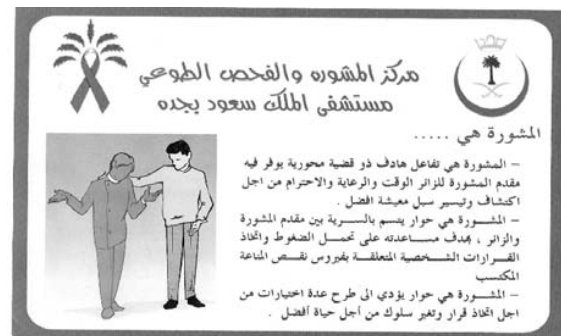 مركز المشوره والفحص الطوعي
مستشفى الملك سعود بجده
المشورة هي .....
– المشورة هي تفاعل هادف ذو قضية محورية يوفر فيه
مقدم المشورة للزائر الوقت والرعاية والاحترام من اجل
اكتشاف وتيسير سبل معيشة افضل .
– المشورة هي حوار يتسم بالسرية بين مقدم المشورة
والزائر ، بهدف مساعدته على تحمل الضغوط واتخاذ
القرارات الشخصية المتعلقة بفيروس نقص المناعة
المكتسب
– المشورة هي حوار يؤدي الى طرح عدة اختيارات من
اجل اتخاذ قرار وتغير سلوك من أجل حياة أفضل .